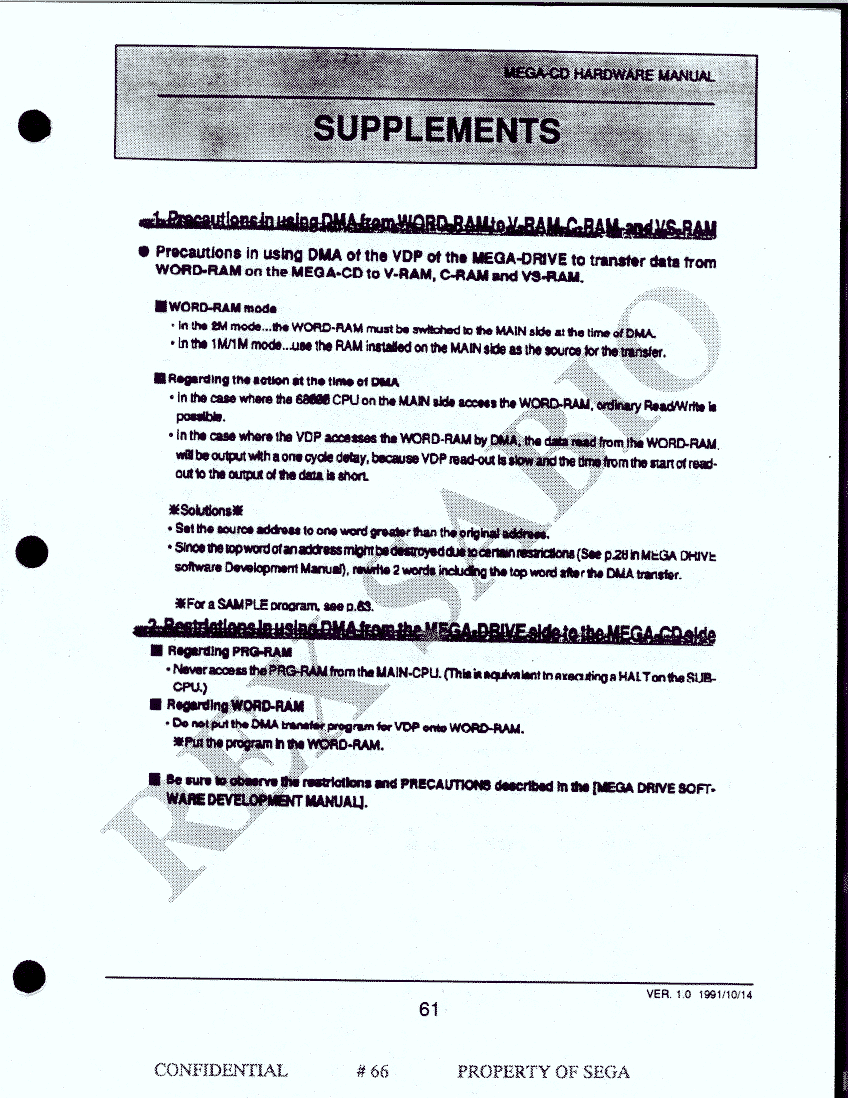 MEGA-CD HARDWARE MANUAL
SUPPLEMENTS
1. Precautions in using DMA from WORD-RAM to V-RAM, C-RAM, and VS-RAM
● Precautions in using DMA of the VDP of the MEGA-DRIVE to transfer data from
WORD-RAM on the MEGA-CD to V-RAM, C-RAM and VS-RAM.
■ WORD-RAM mode
・In the 2M mode...the WORD-RAM must be switched to the MAIN side at the time of DMA.
・In the 1M/1M mode...use the RAM installed on the MAIN side as the source for the transfer.
■ Regarding the action at the time of DMA
・In the case where the 68000 CPU on the MAIN side access the WORD-RAM, ordinary Read/Write is
possible.
・In the case where the VDP accesses the WORD-RAM by DMA, the data read from the WORD-RAM.
will be output with a one cycle delay, because VDP read-out is slow and the time from the start of read-
out to the output of the data is short.
※Solutions※
・Set the source address to one word greater than the original address.
・Since the top word of an address might be destroyed due to certain restrictions (See p.28 in MEGA DRIVE
software Development Manual), rewrite 2 words including the top word after the DMA transfer.
※For a SAMPLE program, see p.63.
2. Restrictions in using DMA from the MEGA-DRIVE side to the MEGA-CD side
■ Regarding PRG-RAM
・Never access the PRG-RAM from the MAIN-CPU. (This is equivalent to executing a HALT on the SUB-
CPU.)
■ Regarding WORD-RAM
・Do not put the DMA transfer program for VDP onto WORD-RAM.
※Put the program in the WORD-RAM.
■ Be sure to observe the restrictions and PRECAUTIONS described in the [MEGA DRIVE SOFT-
WARE DEVELOPMENT MANUAL].
REX SABIO
VER. 1.0 1991/10/14
61
CONFIDENTIAL # 66 PROPERTY OF SEGA